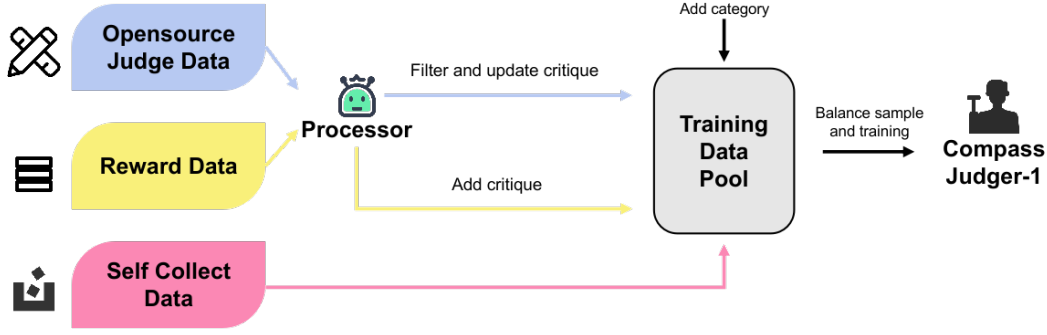 Add category
Opensource
Judge Data
Filter and update critique
Processor
Training
Data
Pool
Balance sample
and training
Compass
Judger-1
Reward Data
Add critique
Self Collect
Data